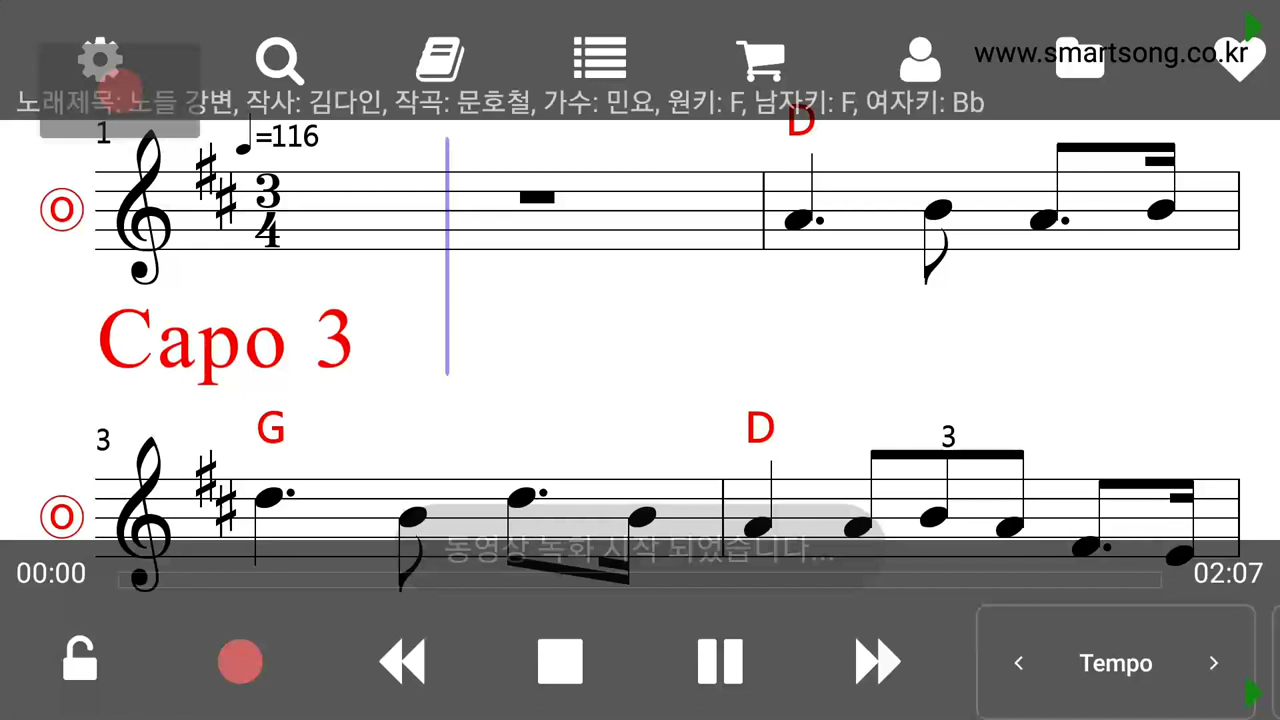 www.smartsong.co.kr
노래제목: 노들 강변, 작사: 김다인, 작곡: 문호철, 가수: 민요, 원키: F, 남자키: F, 여자키: Bb
1
=116
D
3
4
O
Capo 3
G
D
3
3
O
동영상 녹화 시작 되었습니다...
00:00
02:07
< Tempo >